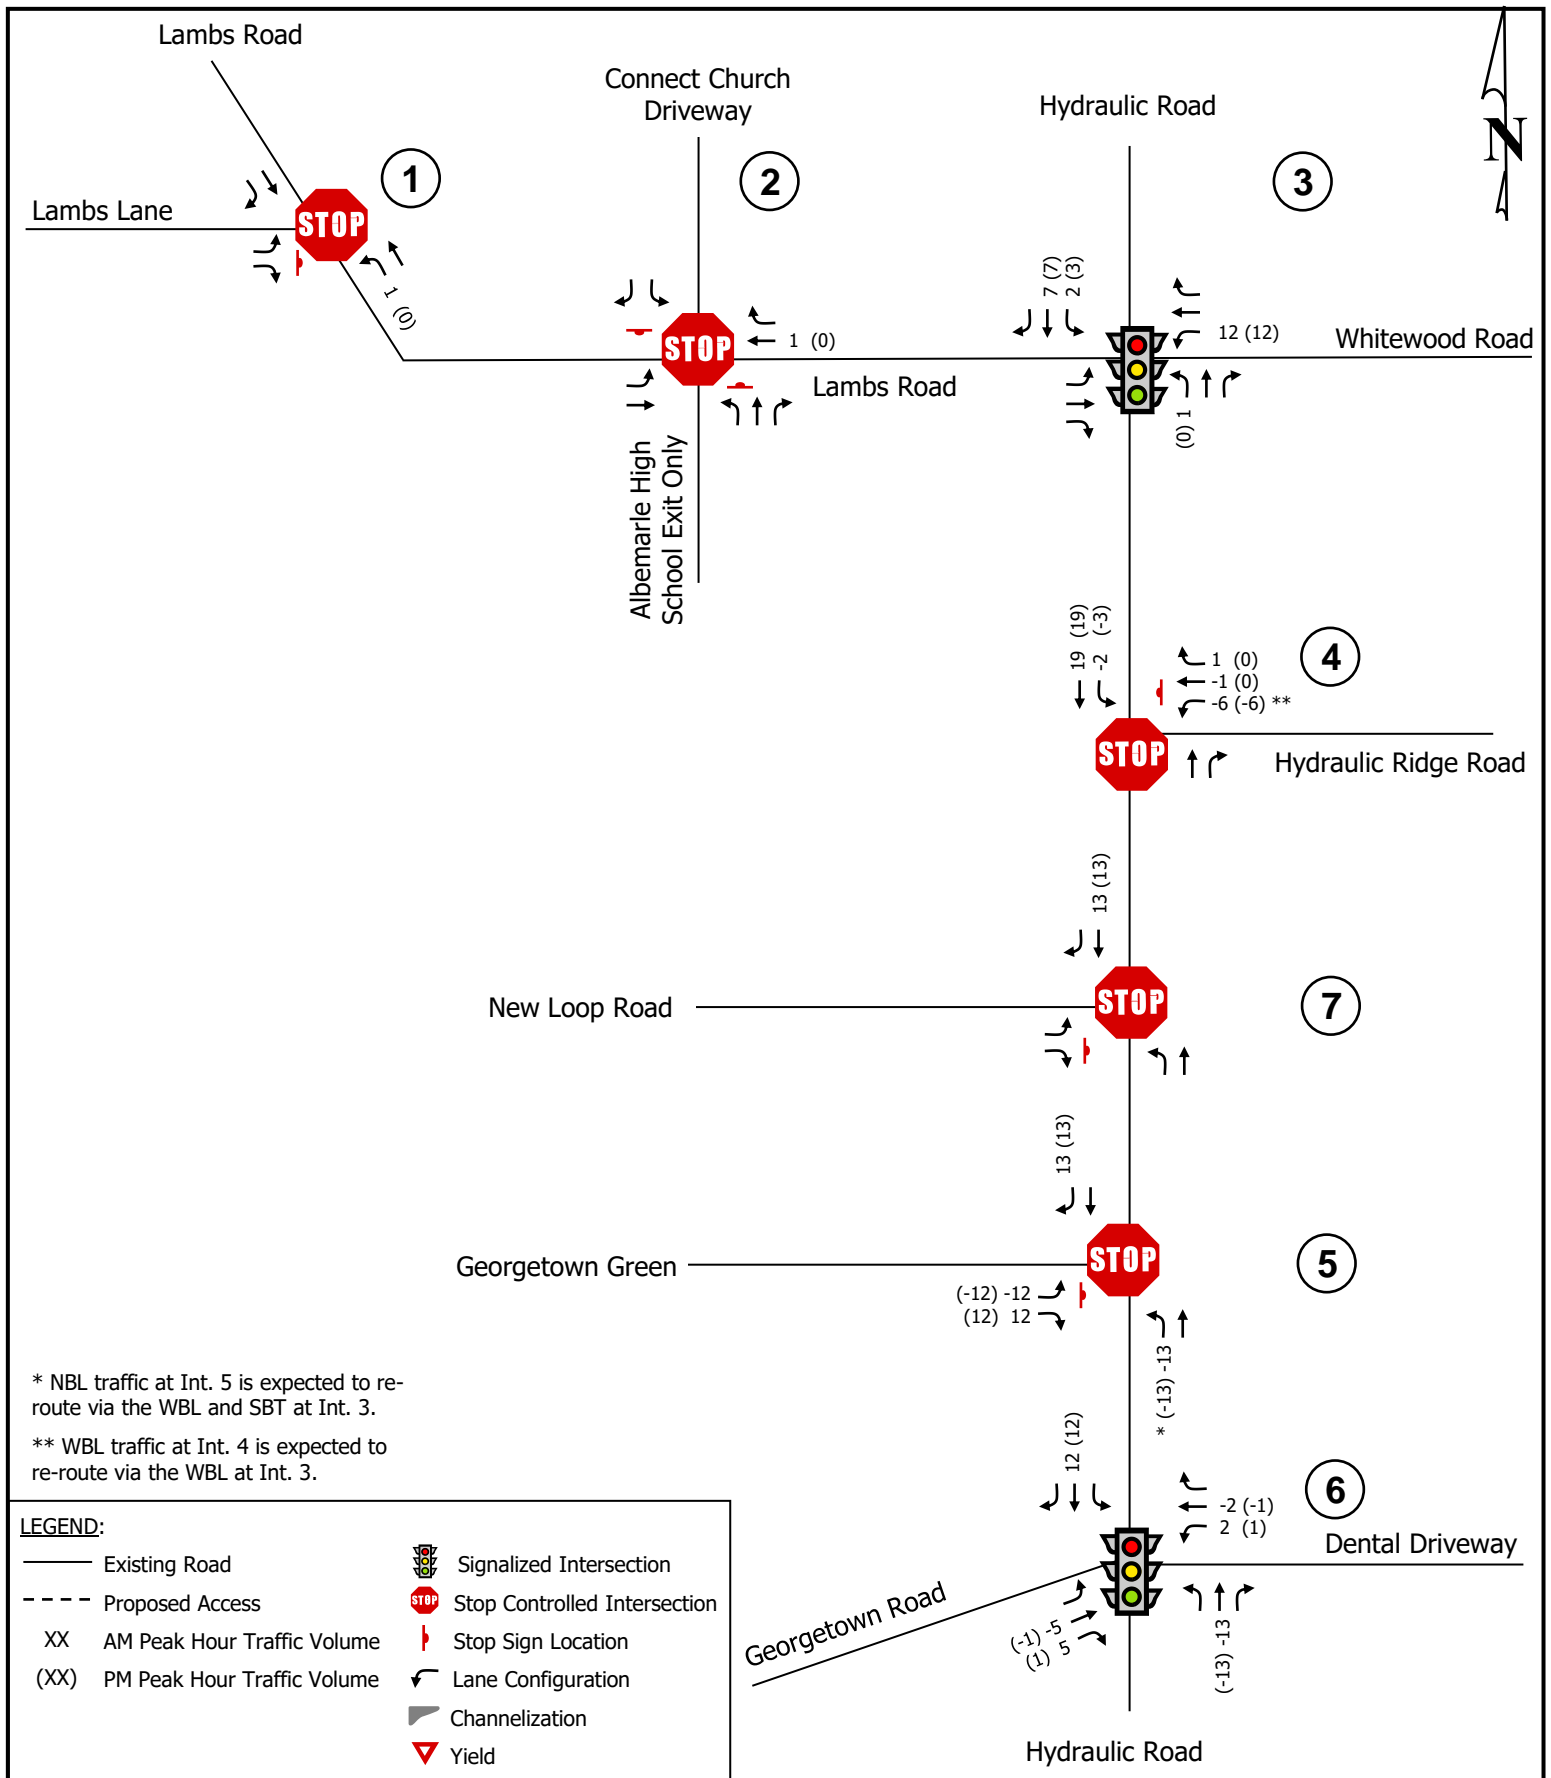 Lambs Road
Connect Church
Driveway
Hydraulic Road
N
1
2
3
Lambs Lane
STOP
1 (0)
STOP
1 (0)
Lambs Road
Albemarle High
School Exit Only
7 (7)
2 (3)
12 (12)
Whitewood Road
(0) 1
19 (19)
-2 (-3)
1 (0)
-1 (0)
-6 (-6) **
4
STOP
Hydraulic Ridge Road
13 (13)
New Loop Road
STOP
7
13 (13)
Georgetown Green
STOP
5
(-12) -12
(12) 12
* (-13) -13
* NBL traffic at Int. 5 is expected to re-
route via the WBL and SBT at Int. 3.
** WBL traffic at Int. 4 is expected to
re-route via the WBL at Int. 3.
12 (12)
-2 (-1)
2 (1)
6
Dental Driveway
Georgetown Road
(-1) -5
(1) 5
(-13) -13
Hydraulic Road
LEGEND:
Existing Road
Proposed Access
XX AM Peak Hour Traffic Volume
(XX) PM Peak Hour Traffic Volume
Signalized Intersection
STOP Stop Controlled Intersection
Stop Sign Location
Lane Configuration
Channelization
Yield